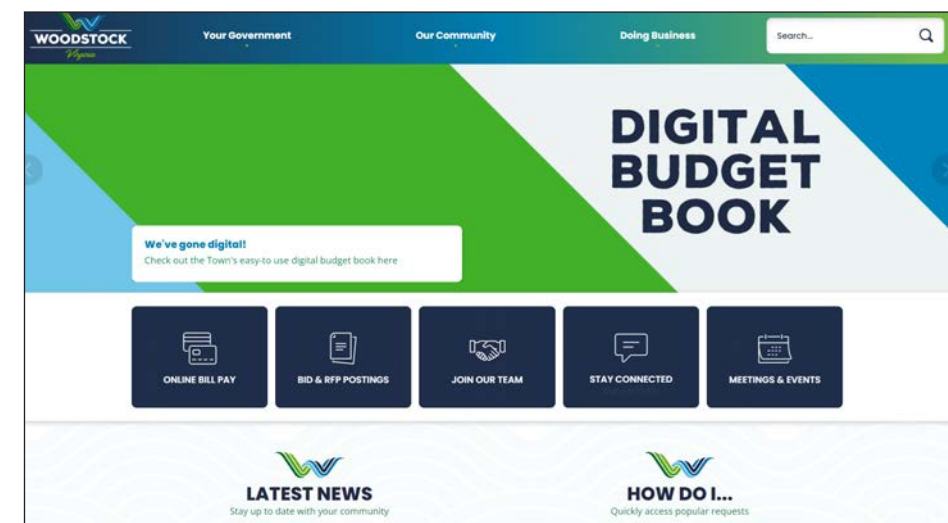 WOODSTOCK
Virginia
Your Government
Our Community
Doing Business
Search...
DIGITAL
BUDGET
BOOK
We've gone digital!
Check out the Town's easy-to use digital budget book here
ONLINE BILL PAY
BID & RFP POSTINGS
JOIN OUR TEAM
STAY CONNECTED
MEETINGS & EVENTS
LATEST NEWS
Stay up to date with your community
HOW DO I...
Quickly access popular requests